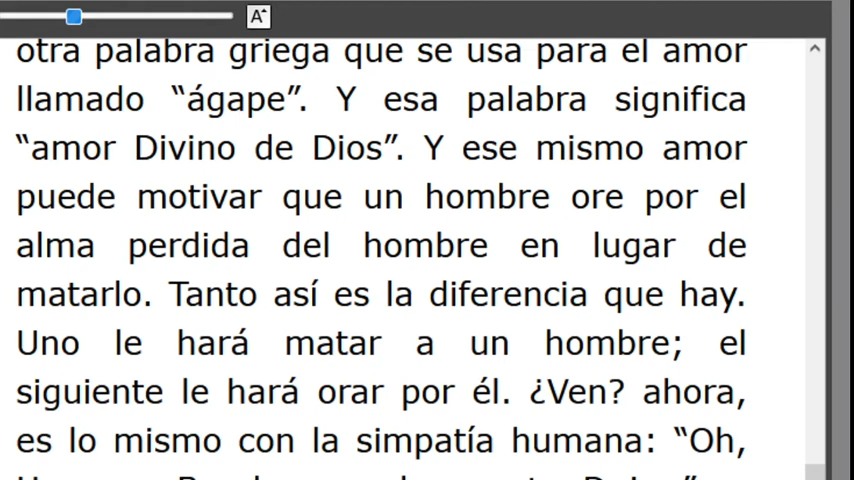 A
otra palabra griega que se usa para el amor
llamado “ágape”. Y esa palabra significa
“amor Divino de Dios”. Y ese mismo amor
puede motivar que un hombre ore por el
alma perdida del hombre en lugar de
matarlo. Tanto así es la diferencia que hay.
Uno le hará matar a un hombre; el
siguiente le hará orar por él. ¿Ven? ahora,
es lo mismo con la simpatía humana: “Oh,